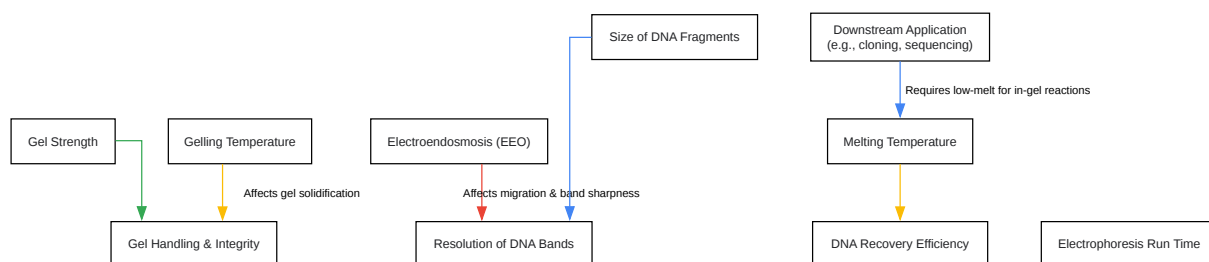 Size of DNA Fragments
Downstream Application
(e.g., cloning, sequencing)
Requires low-melt for in-gel reactions
Gel Strength
Gelling Temperature
Electroendosmosis (EEO)
Melting Temperature
Affects gel solidification
Affects migration & band sharpness
Gel Handling & Integrity
Resolution of DNA Bands
DNA Recovery Efficiency
Electrophoresis Run Time